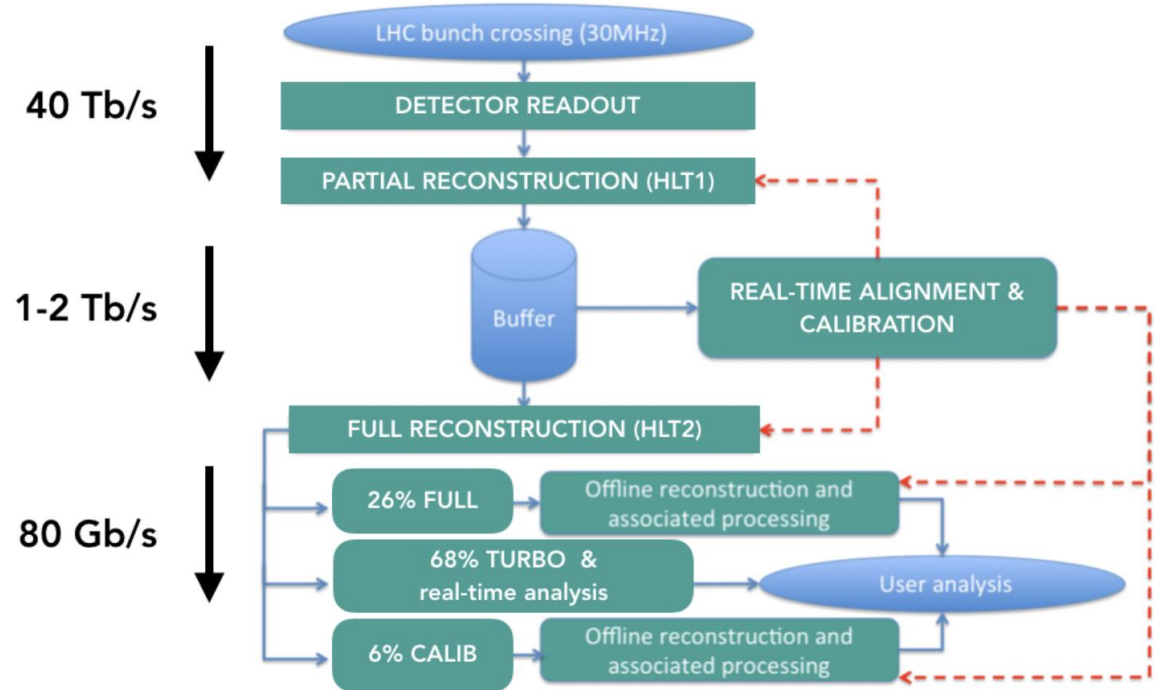 LHC bunch crossing (30MHz)
40 Tb/s
DETECTOR READOUT
PARTIAL RECONSTRUCTION (HLT1)
1-2 Tb/s
Buffer
REAL-TIME ALIGNMENT &
CALIBRATION
FULL RECONSTRUCTION (HLT2)
80 Gb/s
26% FULL
Offline reconstruction and
associated processing
68% TURBO &
real-time analysis
User analysis
6% CALIB
Offline reconstruction and
associated processing